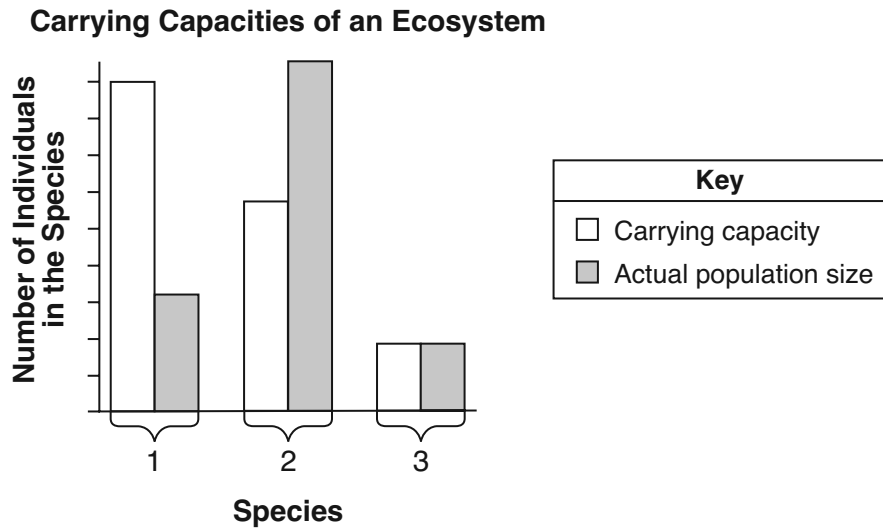 Carrying Capacities of an Ecosystem
Number of Individuals
in the Species
1 2 3
Species
Key
Carrying capacity
Actual population size